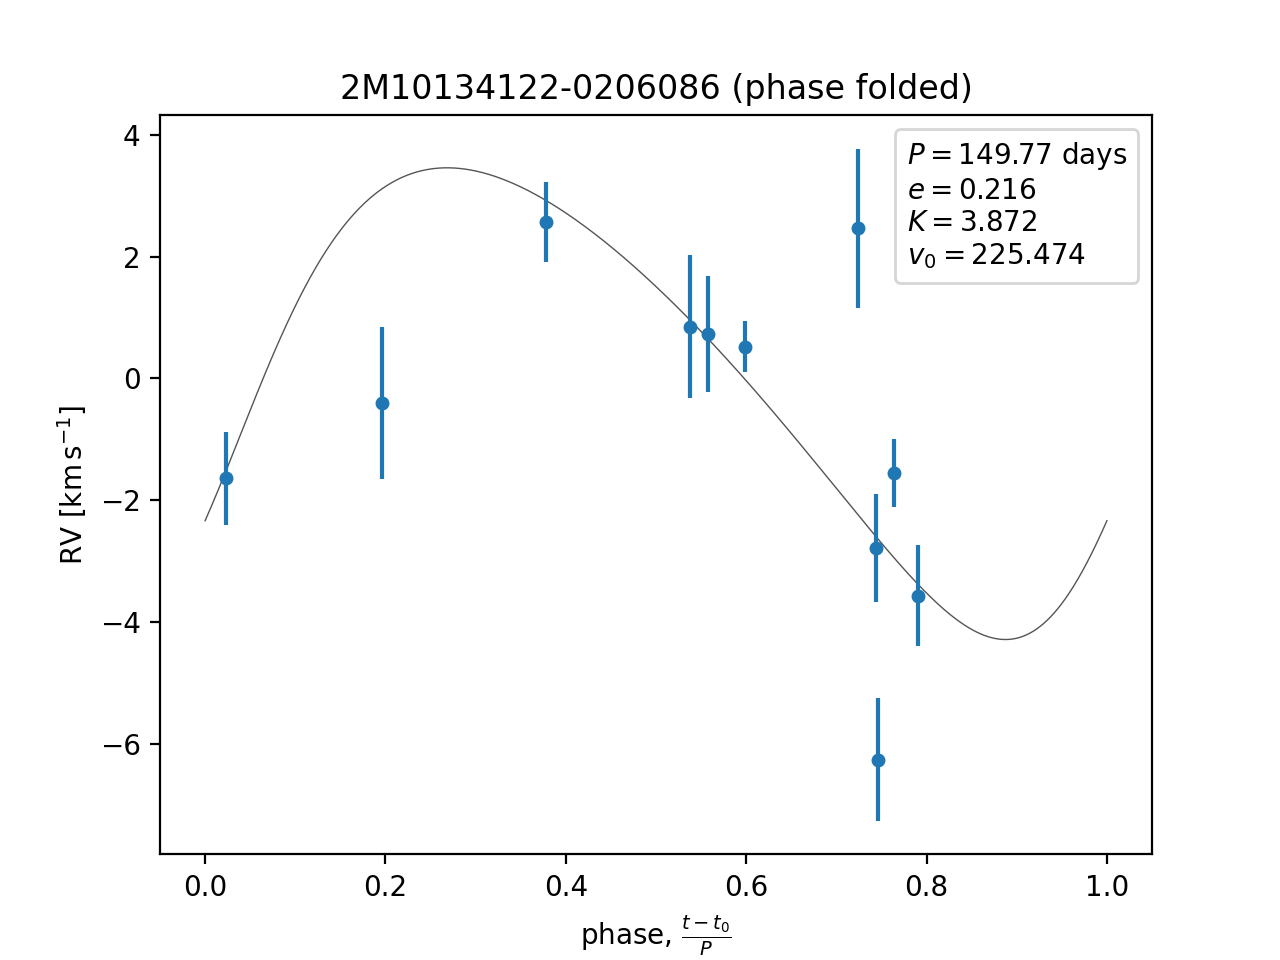 2M10134122-0206086 (phase folded)
P = 149.77 days
e = 0.216
K = 3.872
v₀ = 225.474
4
2
0
−2
−4
−6
RV [km s⁻¹]
0.0 0.2 0.4 0.6 0.8 1.0
phase, (t − t₀)/P